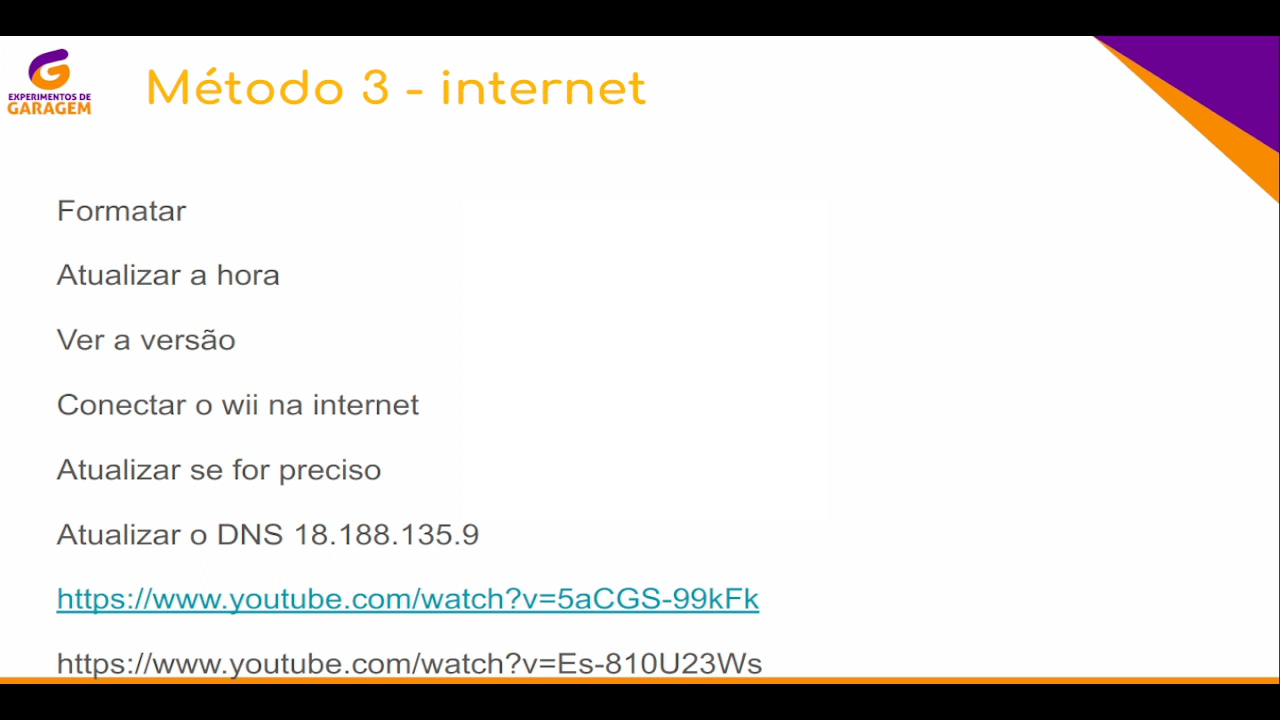 EXPERIMENTOS DE
GARAGEM
Método 3 - internet
Formatar
Atualizar a hora
Ver a versão
Conectar o wii na internet
Atualizar se for preciso
Atualizar o DNS 18.188.135.9
https://www.youtube.com/watch?v=5aCGS-99kFk
https://www.youtube.com/watch?v=Es-810U23Ws